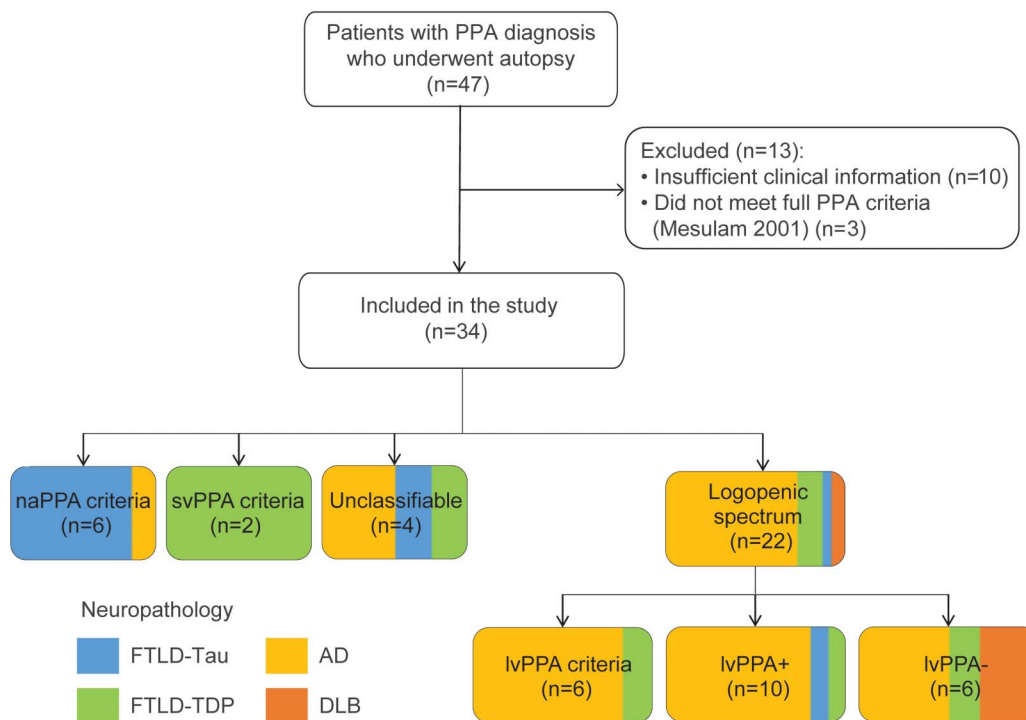 Patients with PPA diagnosis
who underwent autopsy
(n=47)
Excluded (n=13):
• Insufficient clinical information (n=10)
• Did not meet full PPA criteria
(Mesulam 2001) (n=3)
Included in the study
(n=34)
naPPA criteria
(n=6)
svPPA criteria
(n=2)
Unclassifiable
(n=4)
Logopenic
spectrum
(n=22)
Neuropathology
FTLD-Tau
AD
FTLD-TDP
DLB
lvPPA criteria
(n=6)
lvPPA+
(n=10)
lvPPA-
(n=6)